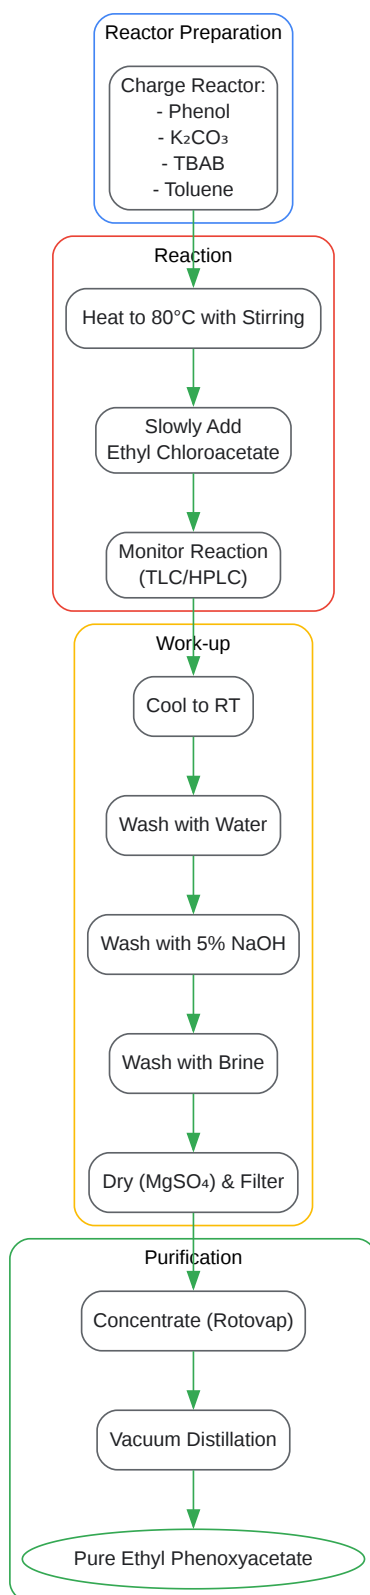 Reactor Preparation
Charge Reactor:
- Phenol
- K₂CO₃
- TBAB
- Toluene
Reaction
Heat to 80°C with Stirring
Slowly Add
Ethyl Chloroacetate
Monitor Reaction
(TLC/HPLC)
Work-up
Cool to RT
Wash with Water
Wash with 5% NaOH
Wash with Brine
Dry (MgSO₄) & Filter
Purification
Concentrate (Rotovap)
Vacuum Distillation
Pure Ethyl Phenoxyacetate